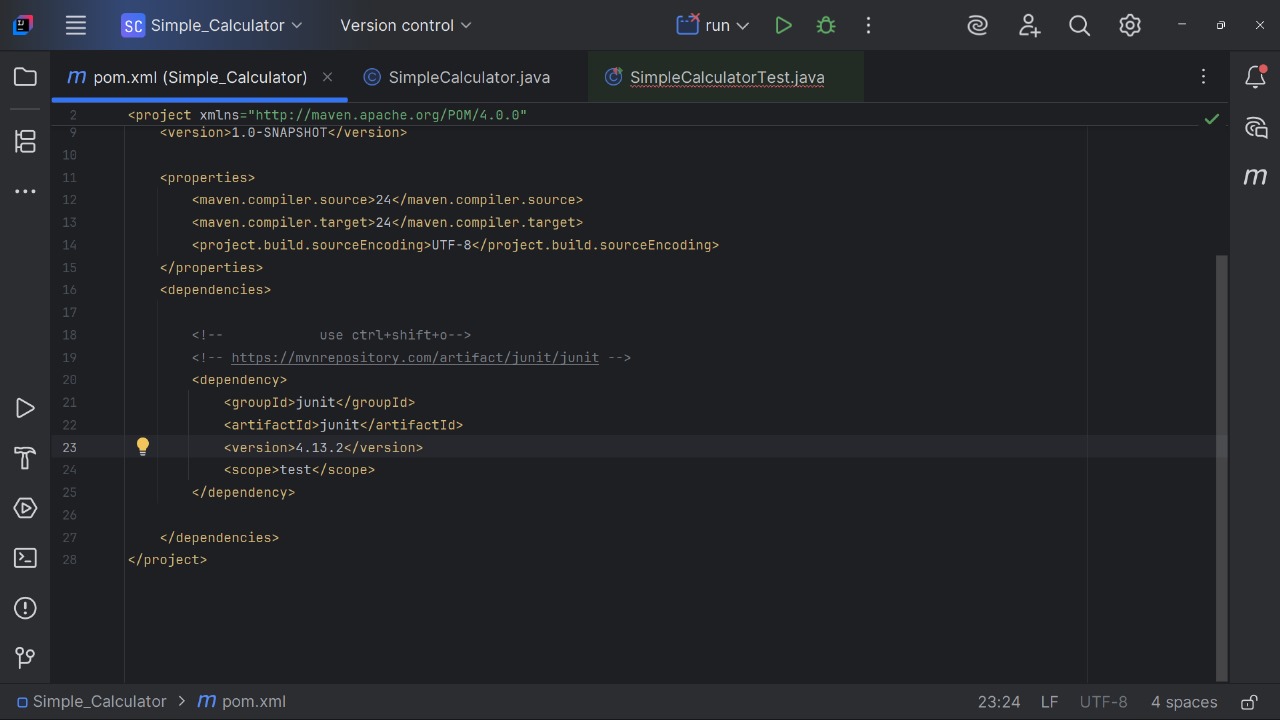 SC Simple_Calculator Version control run
m pom.xml (Simple_Calculator) SimpleCalculator.java SimpleCalculatorTest.java
2 <project xmlns="http://maven.apache.org/POM/4.0.0"
9 <version>1.0-SNAPSHOT</version>
10
11 <properties>
12 <maven.compiler.source>24</maven.compiler.source>
13 <maven.compiler.target>24</maven.compiler.target>
14 <project.build.sourceEncoding>UTF-8</project.build.sourceEncoding>
15 </properties>
16 <dependencies>
17
18 <!-- use ctrl+shift+o-->
19 <!-- https://mvnrepository.com/artifact/junit/junit -->
20 <dependency>
21 <groupId>junit</groupId>
22 <artifactId>junit</artifactId>
23 <version>4.13.2</version>
24 <scope>test</scope>
25 </dependency>
26
27 </dependencies>
28 </project>
Simple_Calculator > m pom.xml 23:24 LF UTF-8 4 spaces